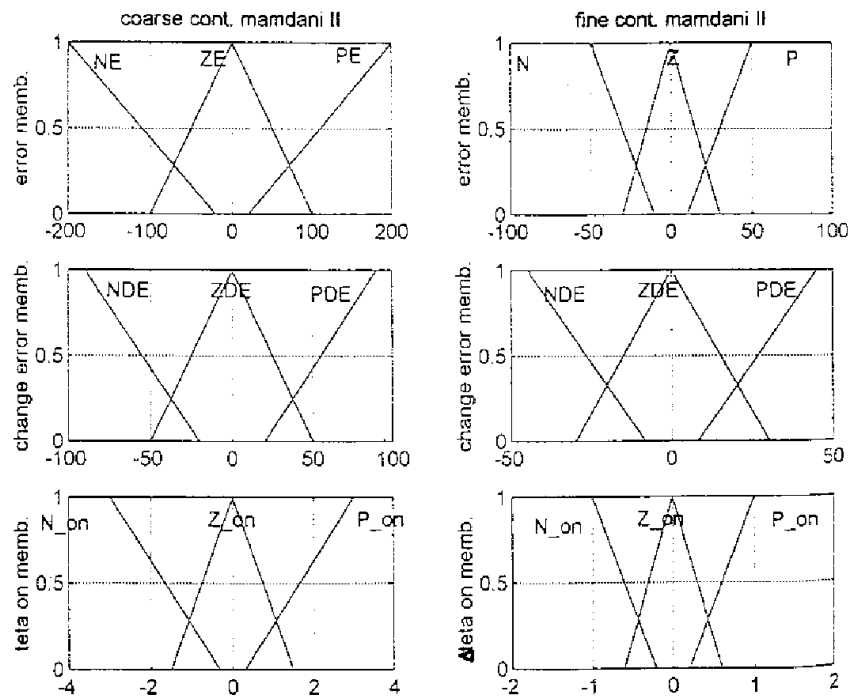 coarse cont. mamdani II
fine cont. mamdani II
error memb.
1
0.5
0
NE
ZE
PE
-200
-100
0
100
200
error memb.
1
0.5
0
N
Z
P
-100
-50
0
50
100
change error memb.
1
0.5
0
NDE
ZDE
PDE
-100
-50
0
50
100
change error memb.
1
0.5
0
NDE
ZDE
PDE
-50
0
50
teta on memb.
1
0.5
0
N_on
Z_on
P_on
-4
-2
0
2
4
Δteta on memb.
1
0.5
0
N_on
Z_on
P_on
-2
-1
0
1
2